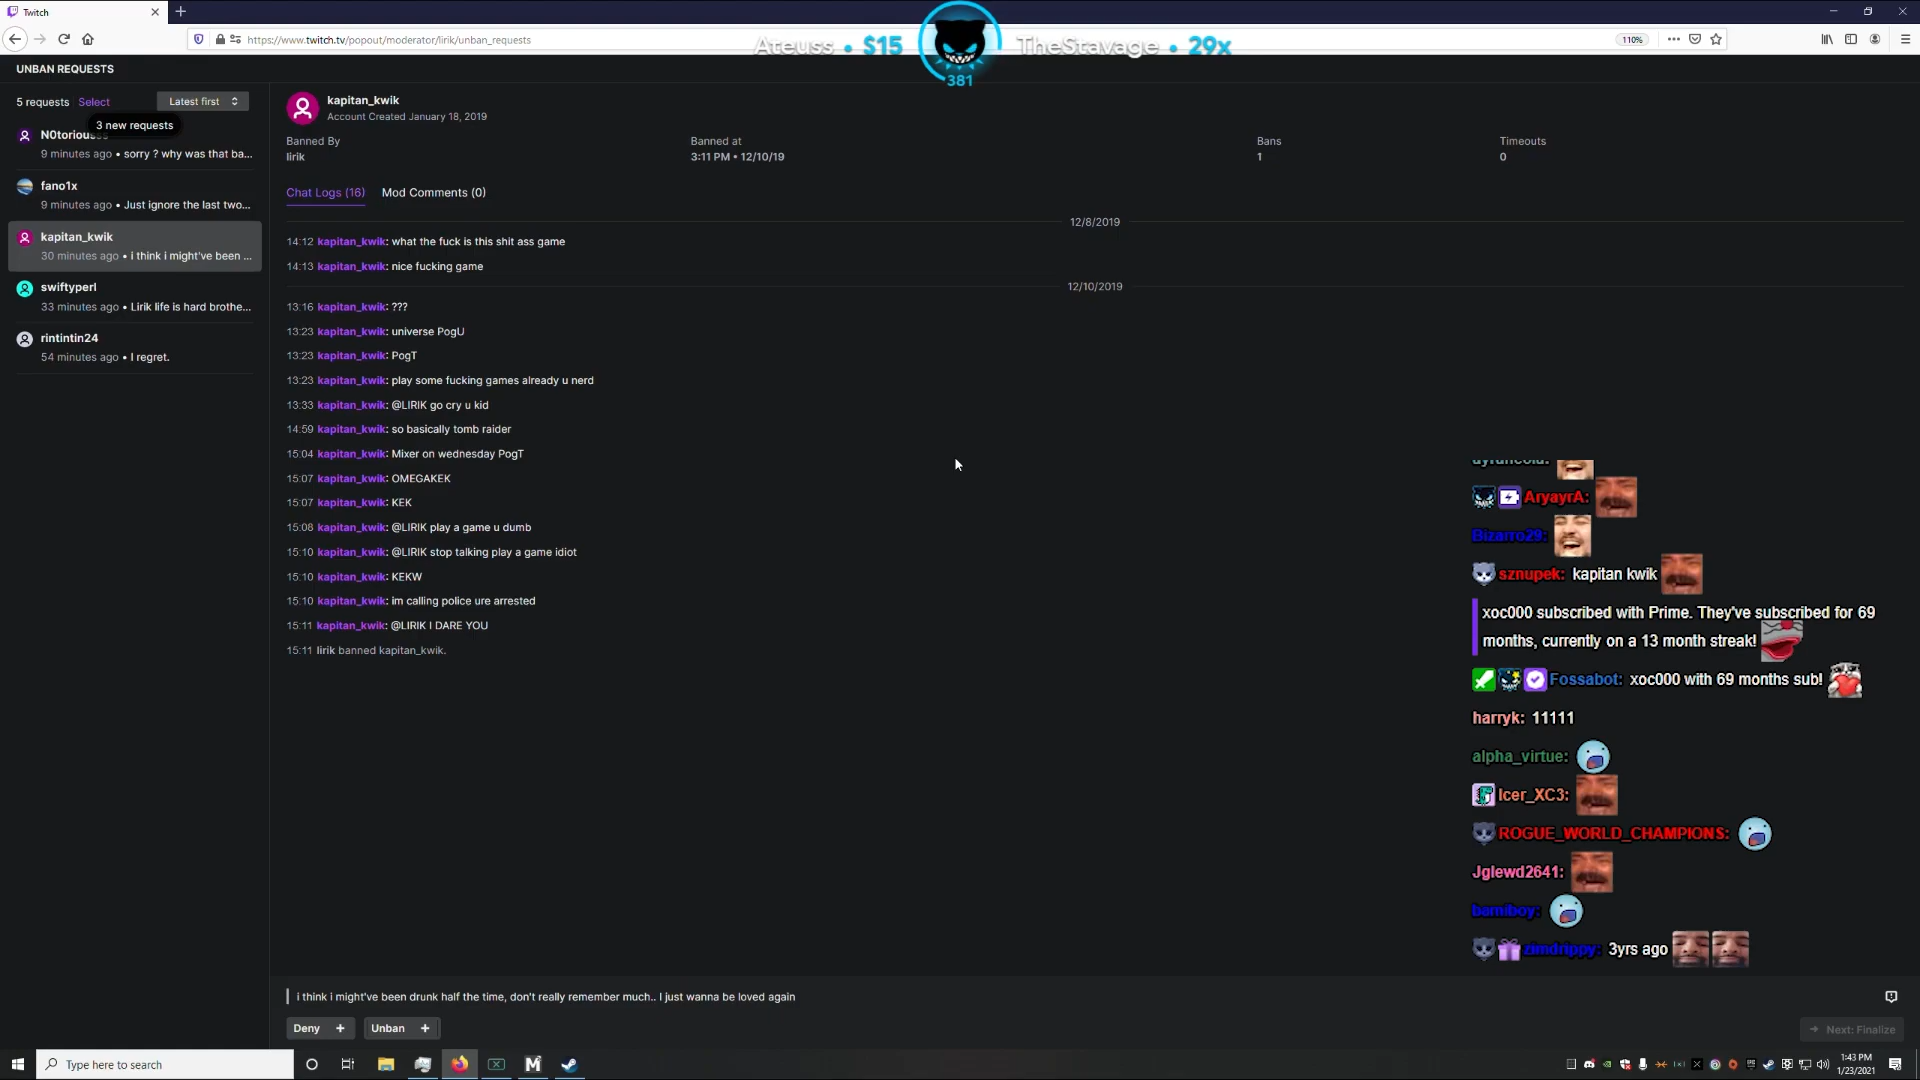 Twitch
https://www.twitch.tv/popout/moderator/lirik/unban_requests
110%
Ateuss • $15
TheStavage • 29x
381
UNBAN REQUESTS
5 requests Select
Latest first
3 new requests
9 minutes ago • sorry ? why was that ba...
fano1x
9 minutes ago • Just ignore the last two...
kapitan_kwik
30 minutes ago • i think i might've been ...
swiftyperl
33 minutes ago • Lirik life is hard brothe...
rintintin24
54 minutes ago • I regret.
kapitan_kwik
Account Created January 18, 2019
Banned By
lirik
Banned at
3:11 PM • 12/10/19
Bans
1
Timeouts
0
Chat Logs (16) Mod Comments (0)
12/8/2019
14:12 kapitan_kwik: what the fuck is this shit ass game
14:13 kapitan_kwik: nice fucking game
12/10/2019
13:16 kapitan_kwik: ???
13:23 kapitan_kwik: universe PogU
13:23 kapitan_kwik: PogT
13:23 kapitan_kwik: play some fucking games already u nerd
13:33 kapitan_kwik: @LIRIK go cry u kid
14:59 kapitan_kwik: so basically tomb raider
15:04 kapitan_kwik: Mixer on wednesday PogT
15:07 kapitan_kwik: OMEGAKEK
15:07 kapitan_kwik: KEK
15:08 kapitan_kwik: @LIRIK play a game u dumb
15:10 kapitan_kwik: @LIRIK stop talking play a game idiot
15:10 kapitan_kwik: KEKW
15:10 kapitan_kwik: im calling police ure arrested
15:11 kapitan_kwik: @LIRIK I DARE YOU
15:11 lirik banned kapitan_kwik.
AryayrA:
Bizarro29:
sznupek: kapitan kwik
xoc000 subscribed with Prime. They've subscribed for 69
months, currently on a 13 month streak!
Fossabot: xoc000 with 69 months sub!
harryk: 11111
alpha_virtue:
Icer_XC3:
ROGUE_WORLD_CHAMPIONS:
Jglewd2641:
bamiboy:
zimdrippy: 3yrs ago
i think i might've been drunk half the time, don't really remember much.. I just wanna be loved again
Deny +
Unban +
Next: Finalize
Type here to search
1:43 PM
1/23/2021